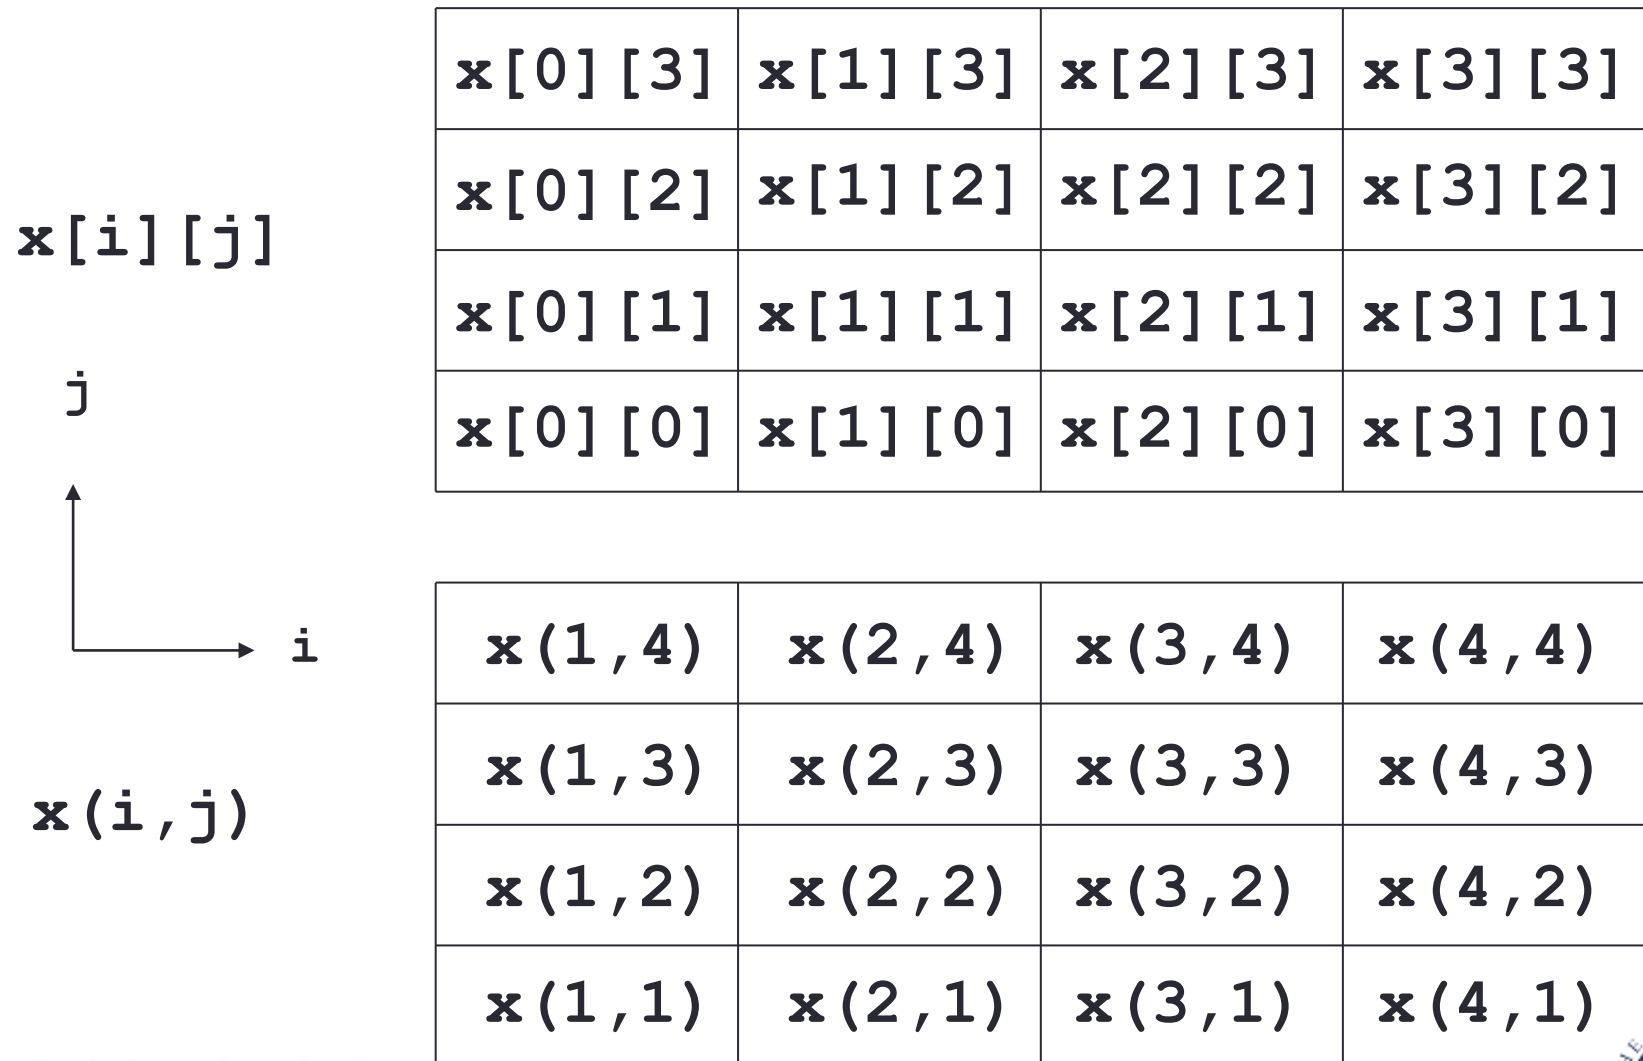 x[i][j]
j
i
x(i,j)
x[0][3] x[1][3] x[2][3] x[3][3]
x[0][2] x[1][2] x[2][2] x[3][2]
x[0][1] x[1][1] x[2][1] x[3][1]
x[0][0] x[1][0] x[2][0] x[3][0]
x(1,4) x(2,4) x(3,4) x(4,4)
x(1,3) x(2,3) x(3,3) x(4,3)
x(1,2) x(2,2) x(3,2) x(4,2)
x(1,1) x(2,1) x(3,1) x(4,1)